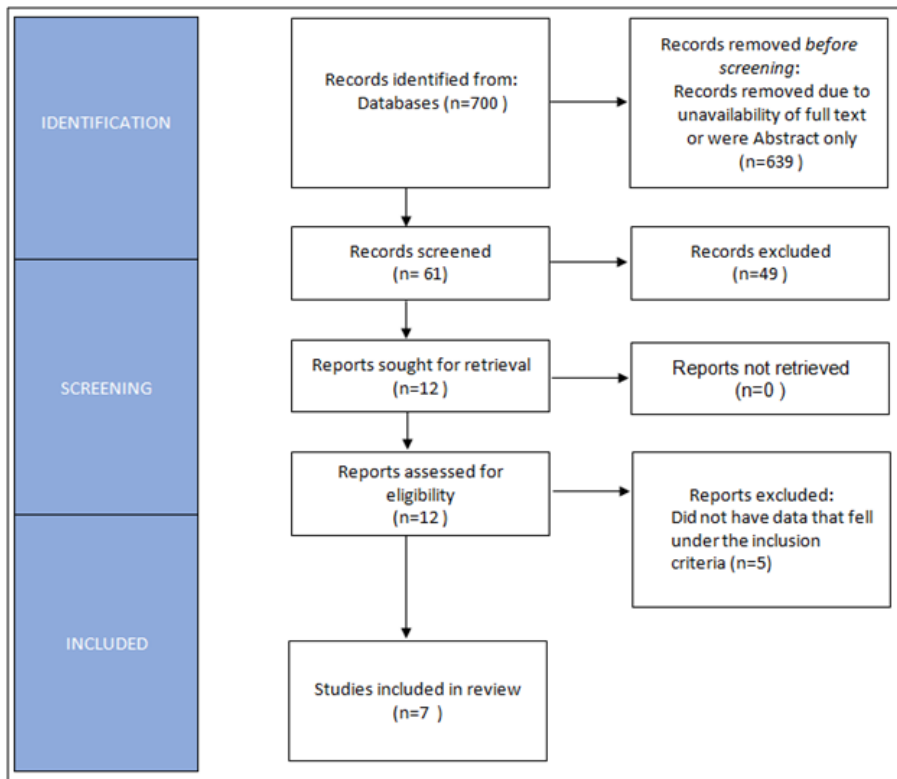 IDENTIFICATION
Records identified from:
Databases (n=700 )
Records removed before
screening:
Records removed due to
unavailability of full text
or were Abstract only
(n=639 )
SCREENING
Records screened
(n= 61)
Records excluded
(n=49 )
Reports sought for retrieval
(n=12 )
Reports not retrieved
(n=0 )
Reports assessed for
eligibility
(n=12 )
Reports excluded:
Did not have data that fell
under the inclusion
criteria (n=5)
INCLUDED
Studies included in review
(n=7 )